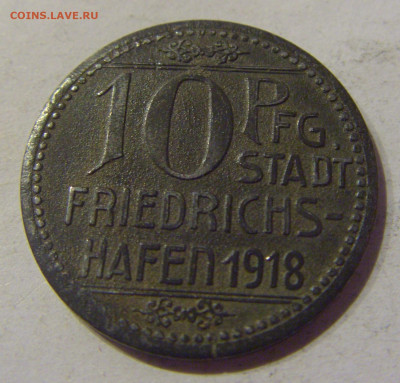 COINS.LAVE.RU
10 PFG.
STADT
FRIEDRICHS-
HAFEN 1918